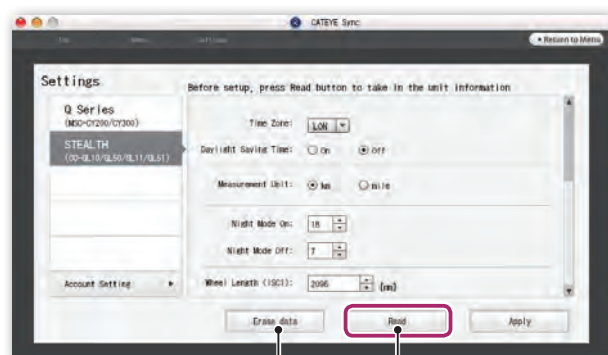 CATEYE Sync
• Return to Menu
Settings
Before setup, press Read button to take in the unit information
Q Series
(MSC-CY200/CY300)
STEALTH
(CC-GL10/GL50/GL11/GL51)
Time Zone: LON
Daylight Saving Time: On Off
Measurement Unit: km mile
Night Mode On: 18
Night Mode Off: 7
Account Setting
Wheel Length (ISC1): 2096 (mm)
Erase data Read Apply